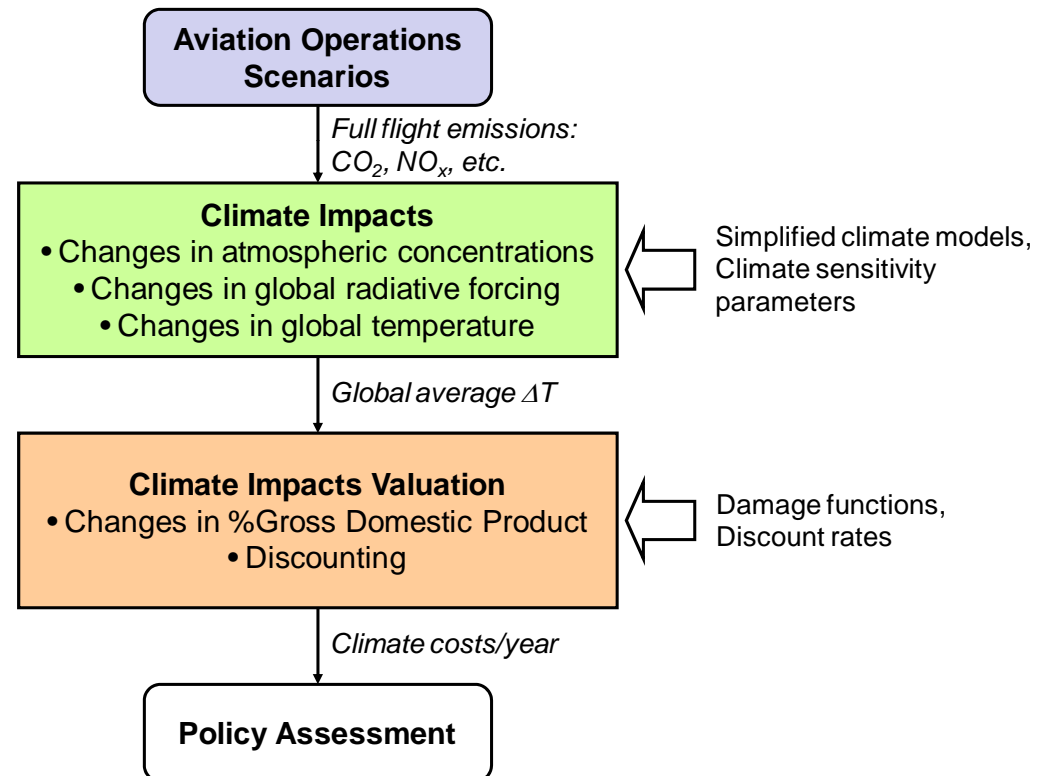 Aviation Operations
Scenarios
Full flight emissions:
CO₂, NOₓ, etc.
Climate Impacts
• Changes in atmospheric concentrations
• Changes in global radiative forcing
• Changes in global temperature
Simplified climate models,
Climate sensitivity
parameters
Global average ΔT
Climate Impacts Valuation
• Changes in %Gross Domestic Product
• Discounting
Damage functions,
Discount rates
Climate costs/year
Policy Assessment